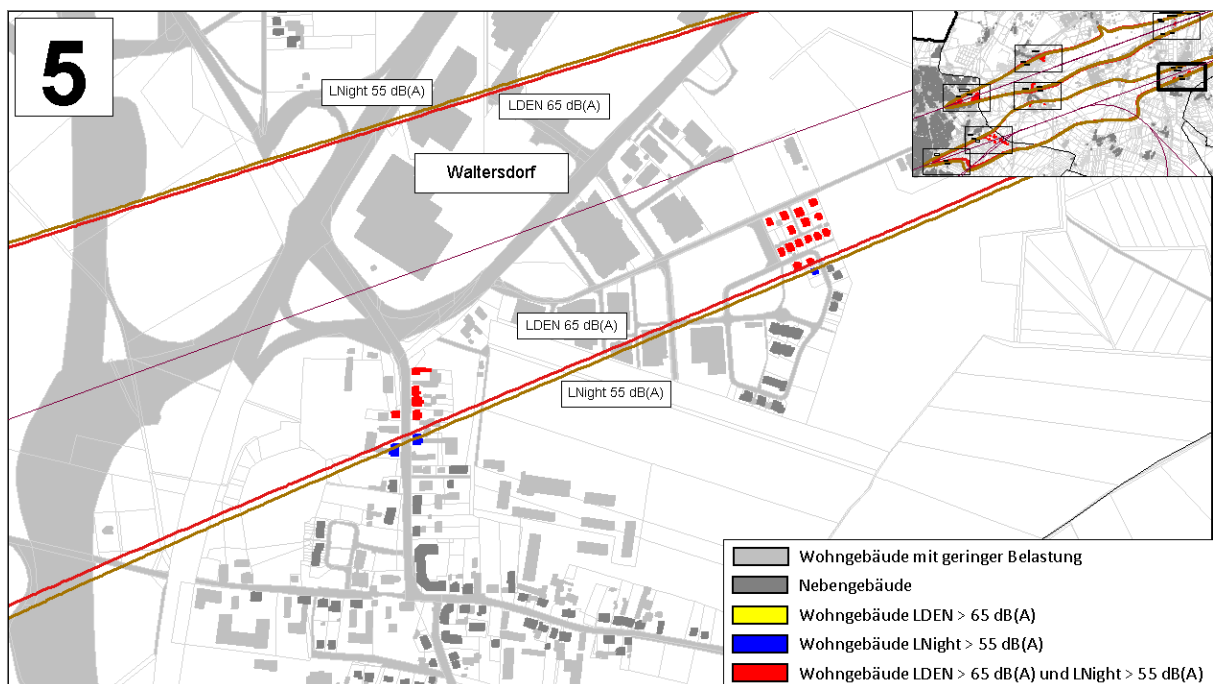 5
LNight 55 dB(A)
LDEN 65 dB(A)
Waltersdorf
LDEN 65 dB(A)
LNight 55 dB(A)
Wohngebäude mit geringer Belastung
Nebengebäude
Wohngebäude LDEN > 65 dB(A)
Wohngebäude LNight > 55 dB(A)
Wohngebäude LDEN > 65 dB(A) und LNight > 55 dB(A)